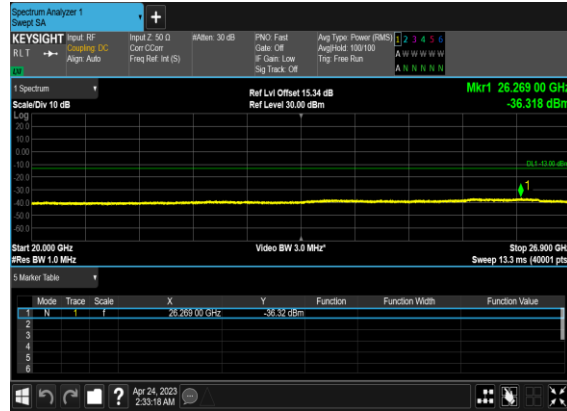 Spectrum Analyzer 1
Swept SA
+
KEYSIGHT Input: RF Input Z: 50 Ω #Atten: 30 dB PNO: Fast Avg Type: Power (RMS) 1 2 3 4 5 6
RLT Coupling: DC Corr CCorr Gate: Off Avg|Hold: 100/100 A W W W W W
Align: Auto Freq Ref: Int (S) IF Gain: Low Trig: Free Run
Sig Track: Off A N N N N N
1 Spectrum
Scale/Div 10 dB Ref Lvl Offset 15.34 dB Mkr1 26.269 00 GHz
Ref Level 30.00 dBm -36.318 dBm
Log
20.0
10.0
0.00
-10.0 DL1 -13.00 dBm
-20.0
-30.0 1
-40.0
-50.0
-60.0
Start 20.000 GHz Video BW 3.0 MHz* Stop 26.900 GHz
#Res BW 1.0 MHz Sweep 13.3 ms (40001 pts)
5 Marker Table
Mode Trace Scale X Y Function Function Width Function Value
1 N 1 f 26.269 00 GHz -36.32 dBm
2
3
4
5
6
? Apr 24, 2023
2:33:18 AM